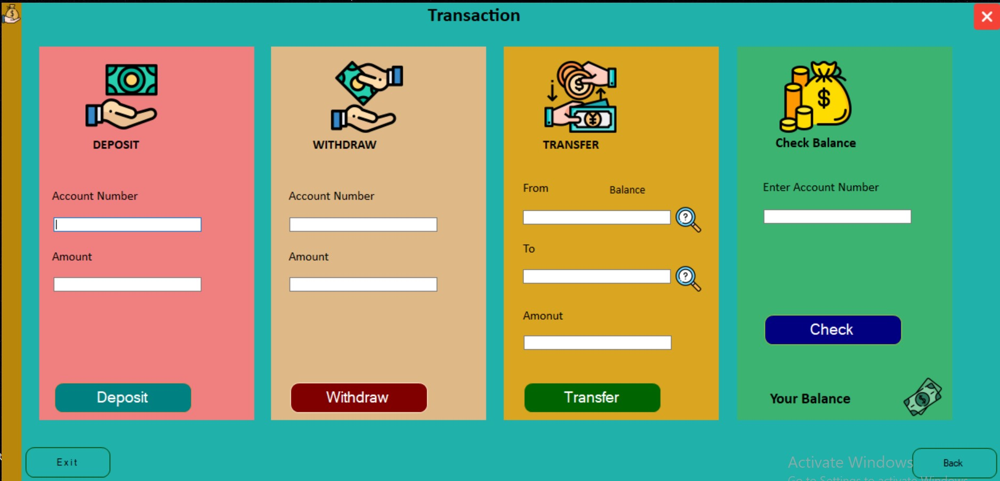 Transaction
DEPOSIT
Account Number
Amount
Deposit
WITHDRAW
Account Number
Amount
Withdraw
$
¥
TRANSFER
From
Balance
?
To
?
Amonut
Transfer
$
Check Balance
Enter Account Number
Check
Your Balance
$
Exit
Activate Windows
Go to Settings to activate Windows.
Back